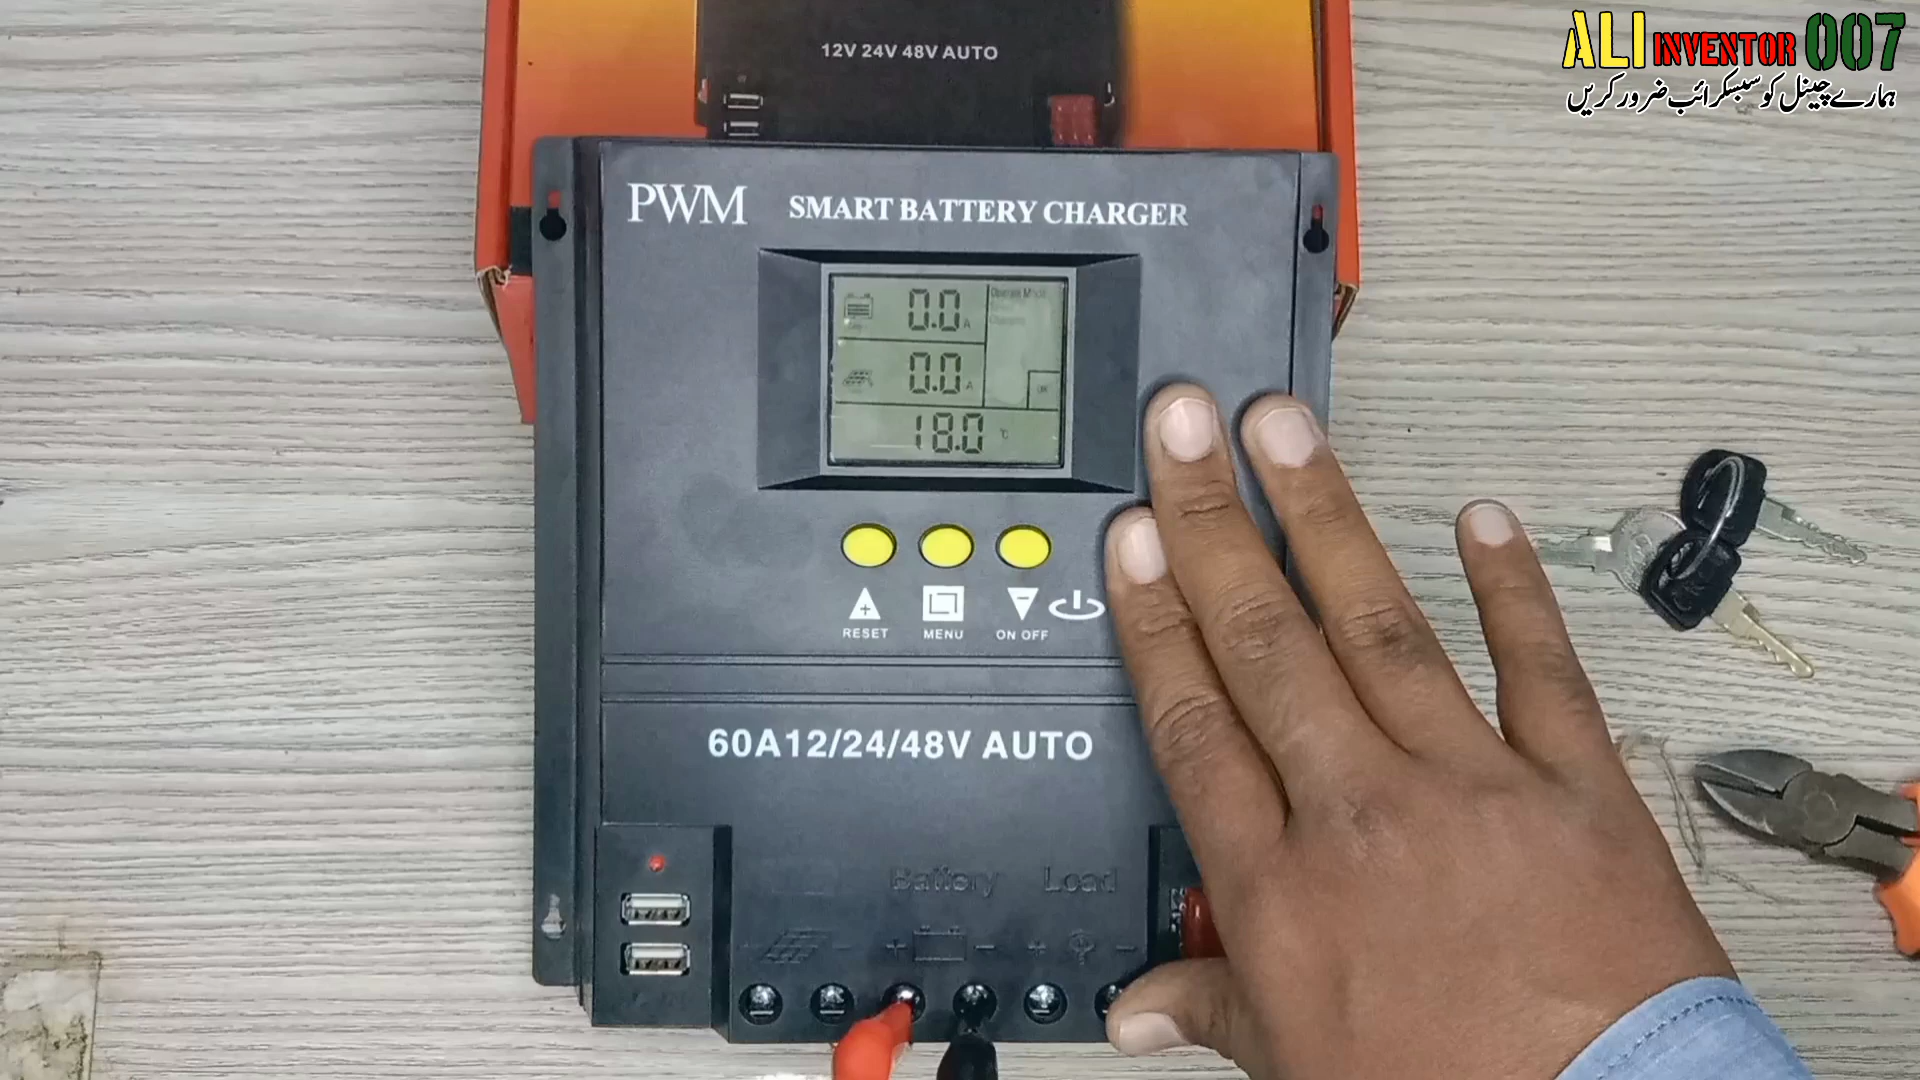 12V 24V 48V AUTO
ALI INVENTOR 007
ہمارے چینل کو سبسکرائب ضرور کریں
PWM SMART BATTERY CHARGER
0.0 A
0.0 A
18.0 °C
RESET MENU ON OFF
60A12/24/48V AUTO
Battery Load
+ - + -